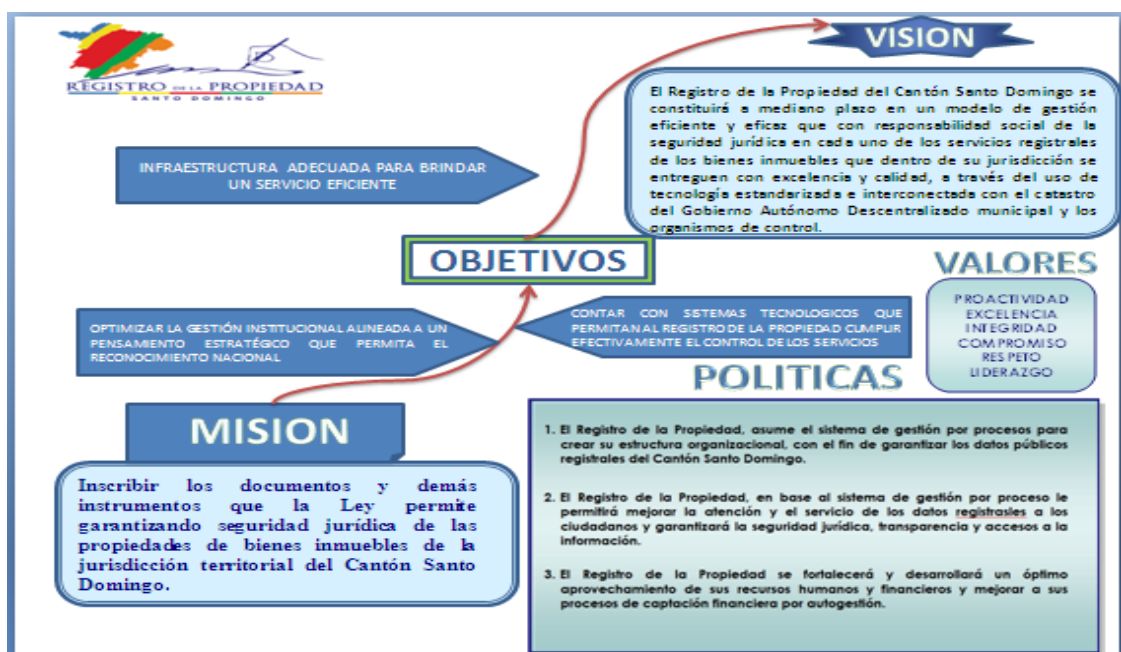 REGISTRO DE LA PROPIEDAD
SANTO DOMINGO
VISION
El Registro de la Propiedad del Cantón Santo Domingo se
constituirá a mediano plazo en un modelo de gestión
eficiente y eficaz que con responsabilidad social de la
seguridad jurídica en cada uno de los servicios registrales
de los bienes inmuebles que dentro de su jurisdicción se
entreguen con excelencia y calidad, a través del uso de
tecnología estandarizada e interconectada con el catastro
del Gobierno Autónomo Descentralizado municipal y los
organismos de control.
INFRAESTRUCTURA ADECUADA PARA BRINDAR
UN SERVICIO EFICIENTE
OBJETIVOS
VALORES
PROACTIVIDAD
EXCELENCIA
INTEGRIDAD
COMPROMISO
RESPETO
LIDERAZGO
OPTIMIZAR LA GESTIÓN INSTITUCIONAL ALINEADA A UN
PENSAMIENTO ESTRATÉGICO QUE PERMITA EL
RECONOCIMIENTO NACIONAL
CONTAR CON SISTEMAS TECNOLOGICOS QUE
PERMITAN AL REGISTRO DE LA PROPIEDAD CUMPLIR
EFECTIVAMENTE EL CONTROL DE LOS SERVICIOS
POLITICAS
1. El Registro de la Propiedad, asume el sistema de gestión por procesos para
crear su estructura organizacional, con el fin de garantizar los datos públicos
registrales del Cantón Santo Domingo.
2. El Registro de la Propiedad, en base al sistema de gestión por proceso le
permitirá mejorar la atención y el servicio de los datos registrasles a los
ciudadanos y garantizará la seguridad jurídica, transparencia y accesos a la
información.
3. El Registro de la Propiedad se fortalecerá y desarrollará un óptimo
aprovechamiento de sus recursos humanos y financieros y mejorar a sus
procesos de captación financiera por autogestión.
MISION
Inscribir los documentos y demás
instrumentos que la Ley permite
garantizando seguridad jurídica de las
propiedades de bienes inmuebles de la
jurisdicción territorial del Cantón Santo
Domingo.